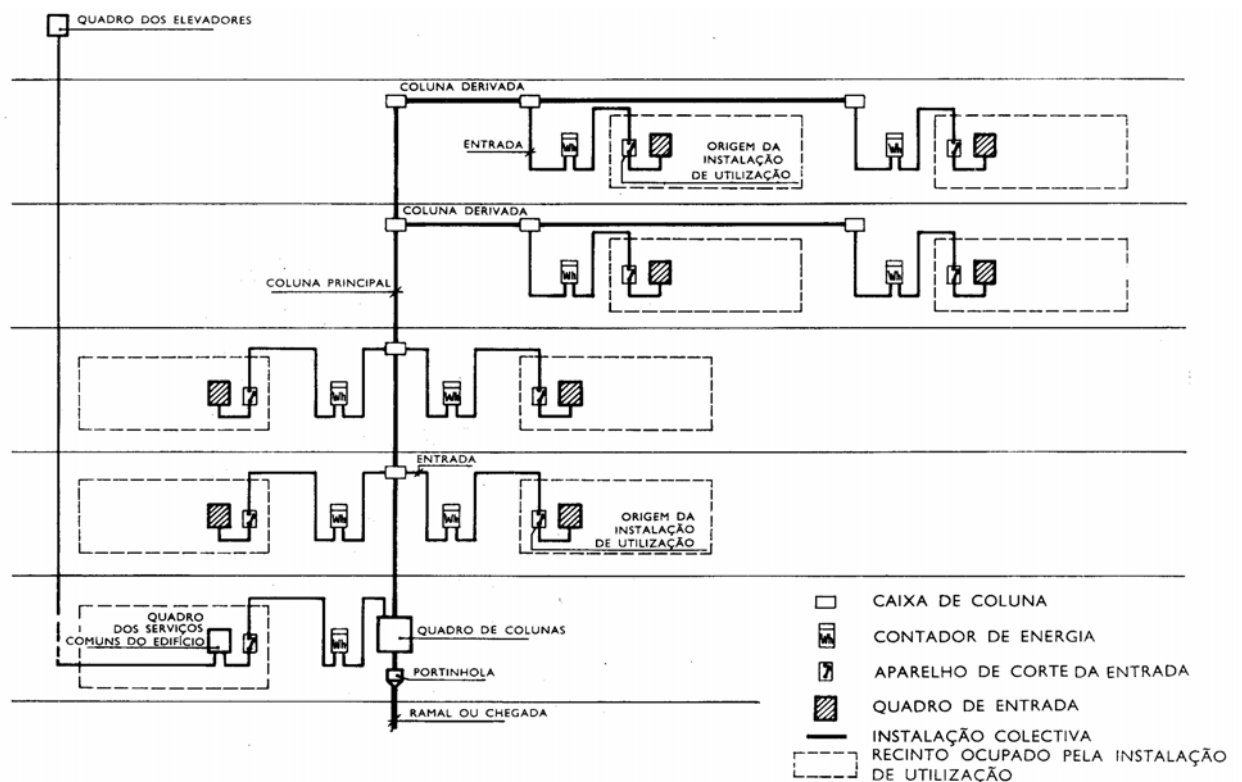 QUADRO DOS ELEVADORES
COLUNA DERIVADA
ENTRADA
Wh
ORIGEM DA
INSTALAÇÃO
DE UTILIZAÇÃO
Wh
COLUNA DERIVADA
Wh
Wh
COLUNA PRINCIPAL
Wh
Wh
ENTRADA
Wh
Wh
ORIGEM DA
INSTALAÇÃO
DE UTILIZAÇÃO
QUADRO
DOS SERVIÇOS
COMUNS DO EDIFÍCIO
Wh
QUADRO DE COLUNAS
PORTINHOLA
RAMAL OU CHEGADA
CAIXA DE COLUNA
Wh CONTADOR DE ENERGIA
APARELHO DE CORTE DA ENTRADA
QUADRO DE ENTRADA
INSTALAÇÃO COLECTIVA
RECINTO OCUPADO PELA INSTALAÇÃO
DE UTILIZAÇÃO